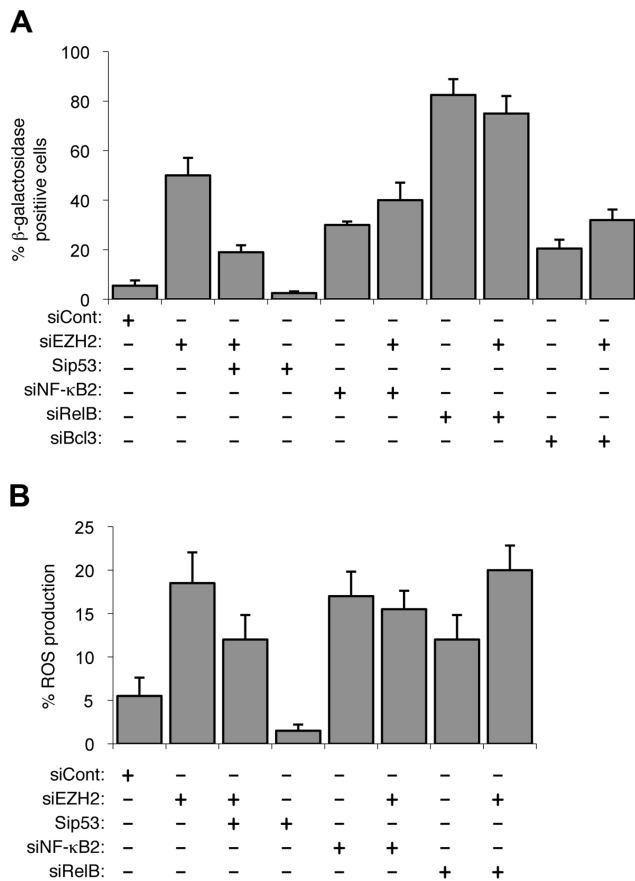 A
100
80
60
40
20
0
% β-galactosidase
positive cells
siCont: + – – – – – – – – –
siEZH2: – + + – – + – + – +
Sip53: – – + + – – – – – –
siNF-κB2: – – – – + + – – – –
siRelB: – – – – – – + + – –
siBcl3: – – – – – – – – + +
B
25
20
15
10
5
0
% ROS production
siCont: + – – – – – – –
siEZH2: – + + – – + – +
Sip53: – – + + – – – –
siNF-κB2: – – – – + + – –
siRelB: – – – – – – + +